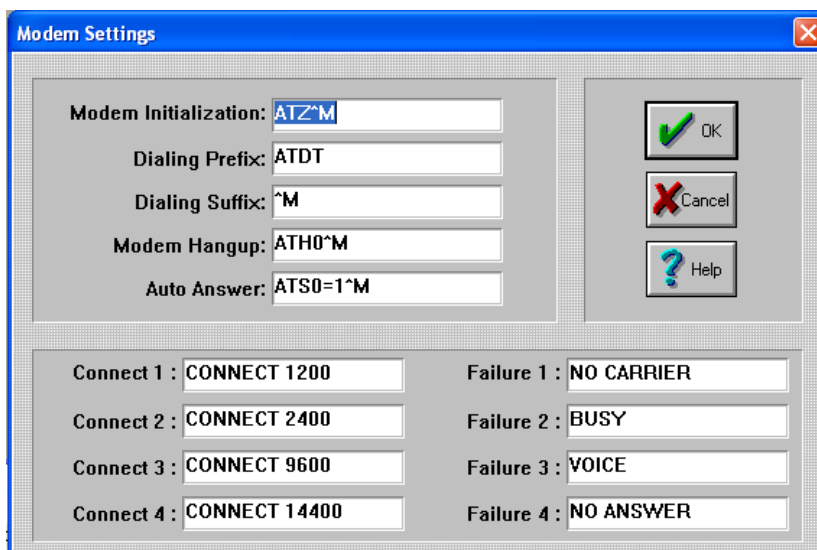 Modem Settings
Modem Initialization: ATZ^M
Dialing Prefix: ATDT
Dialing Suffix: ^M
Modem Hangup: ATH0^M
Auto Answer: ATS0=1^M
OK
Cancel
Help
Connect 1 : CONNECT 1200
Failure 1 : NO CARRIER
Connect 2 : CONNECT 2400
Failure 2 : BUSY
Connect 3 : CONNECT 9600
Failure 3 : VOICE
Connect 4 : CONNECT 14400
Failure 4 : NO ANSWER